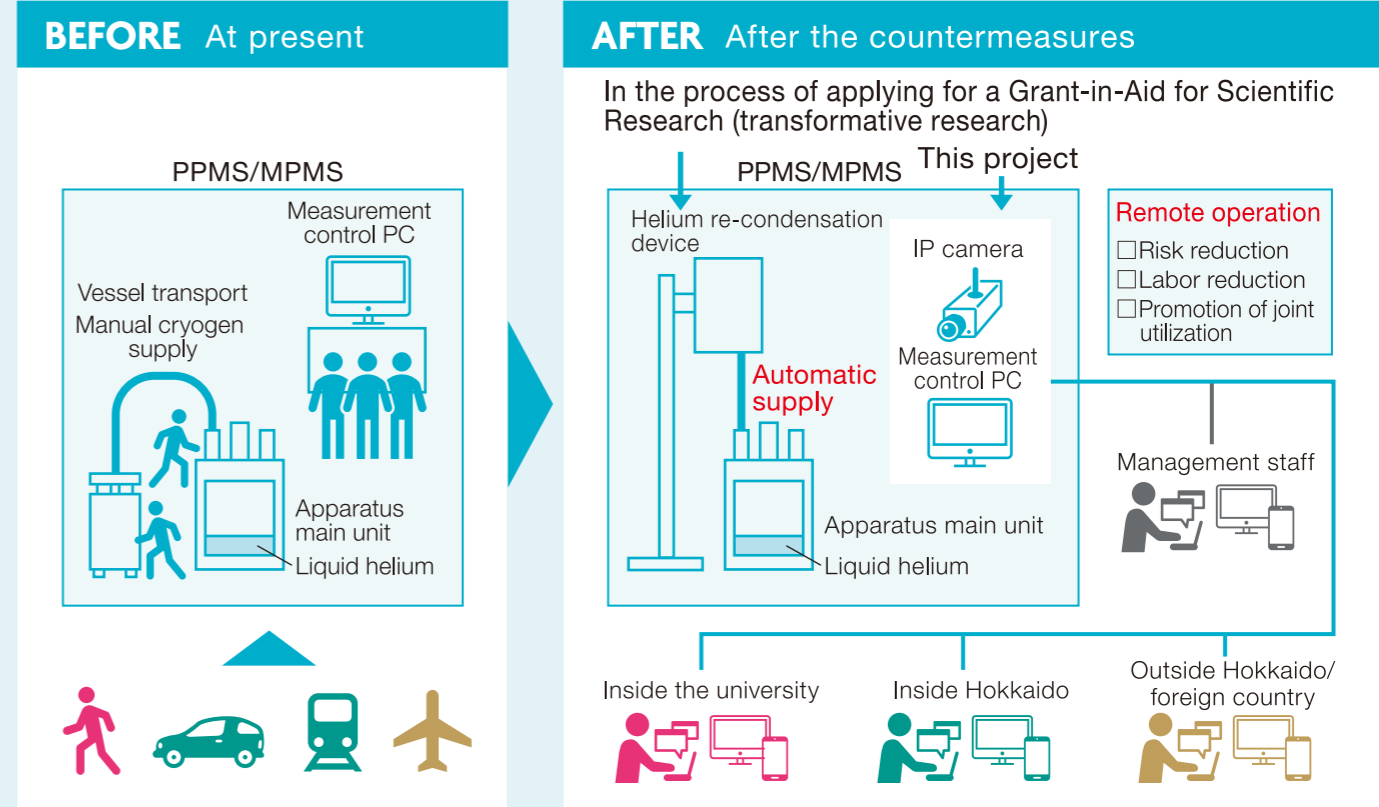 BEFORE At present
PPMS/MPMS
Measurement
control PC
Vessel transport
Manual cryogen
supply
Apparatus
main unit
Liquid helium
AFTER After the countermeasures
In the process of applying for a Grant-in-Aid for Scientific
Research (transformative research)
PPMS/MPMS
This project
Helium re-condensation
device
IP camera
Measurement
control PC
Automatic
supply
Apparatus main unit
Liquid helium
Remote operation
□Risk reduction
□Labor reduction
□Promotion of joint
utilization
Management staff
Inside the university
Inside Hokkaido
Outside Hokkaido/
foreign country